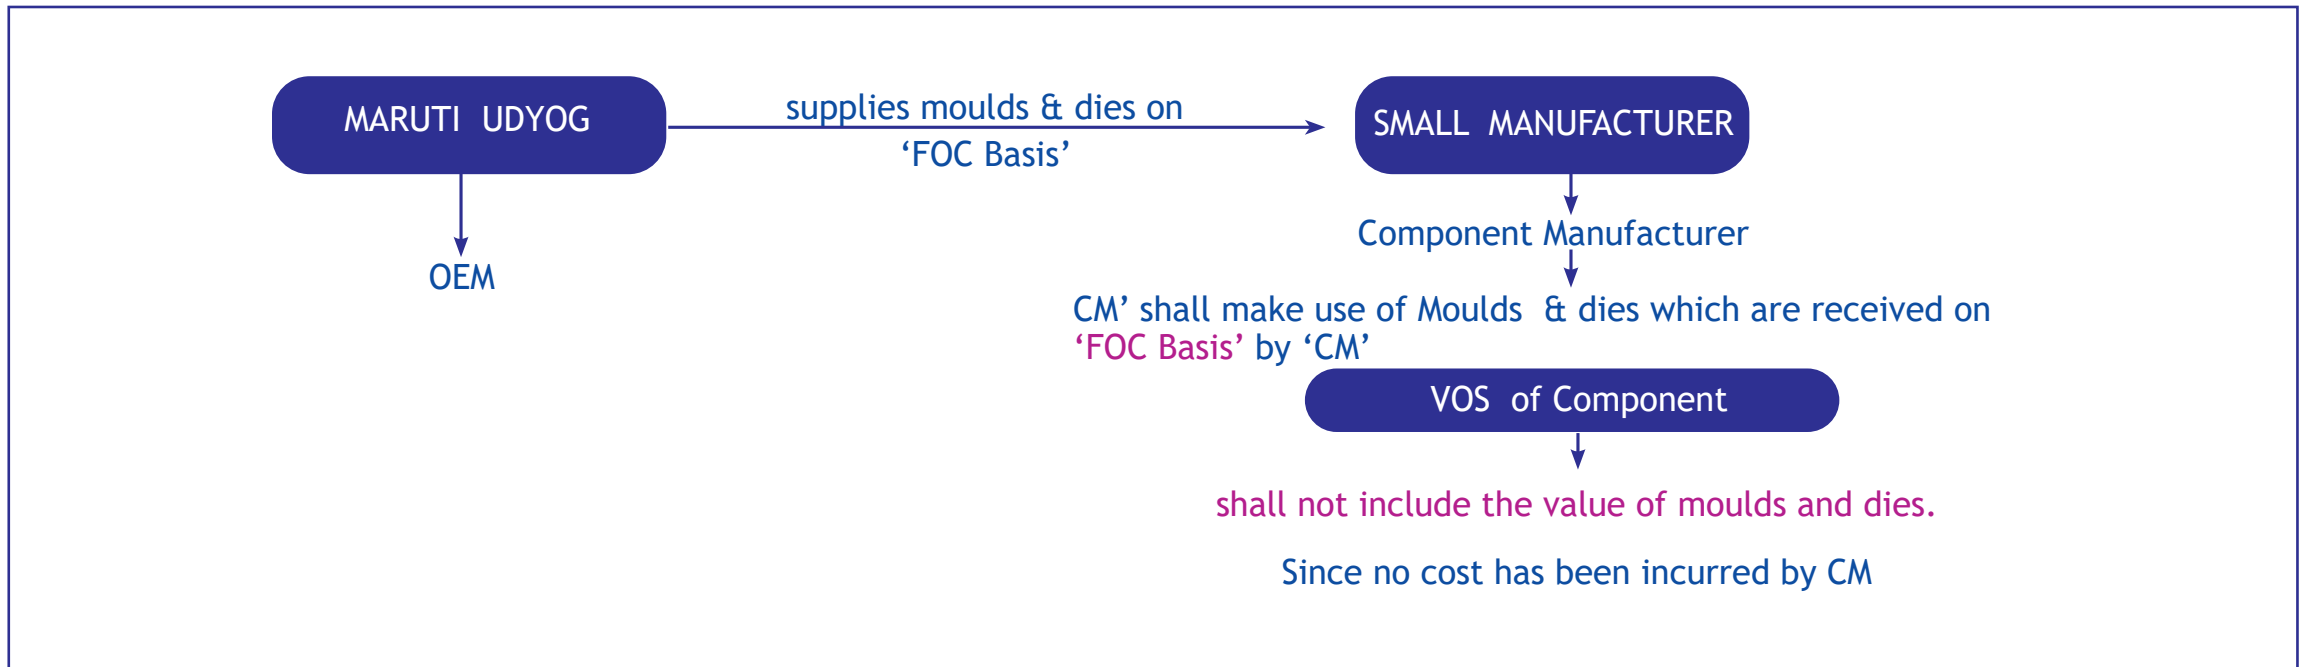 MARUTI UDYOG
supplies moulds & dies on
‘FOC Basis’
SMALL MANUFACTURER
OEM
Component Manufacturer
CM’ shall make use of Moulds & dies which are received on
‘FOC Basis’ by ‘CM’
VOS of Component
shall not include the value of moulds and dies.
Since no cost has been incurred by CM